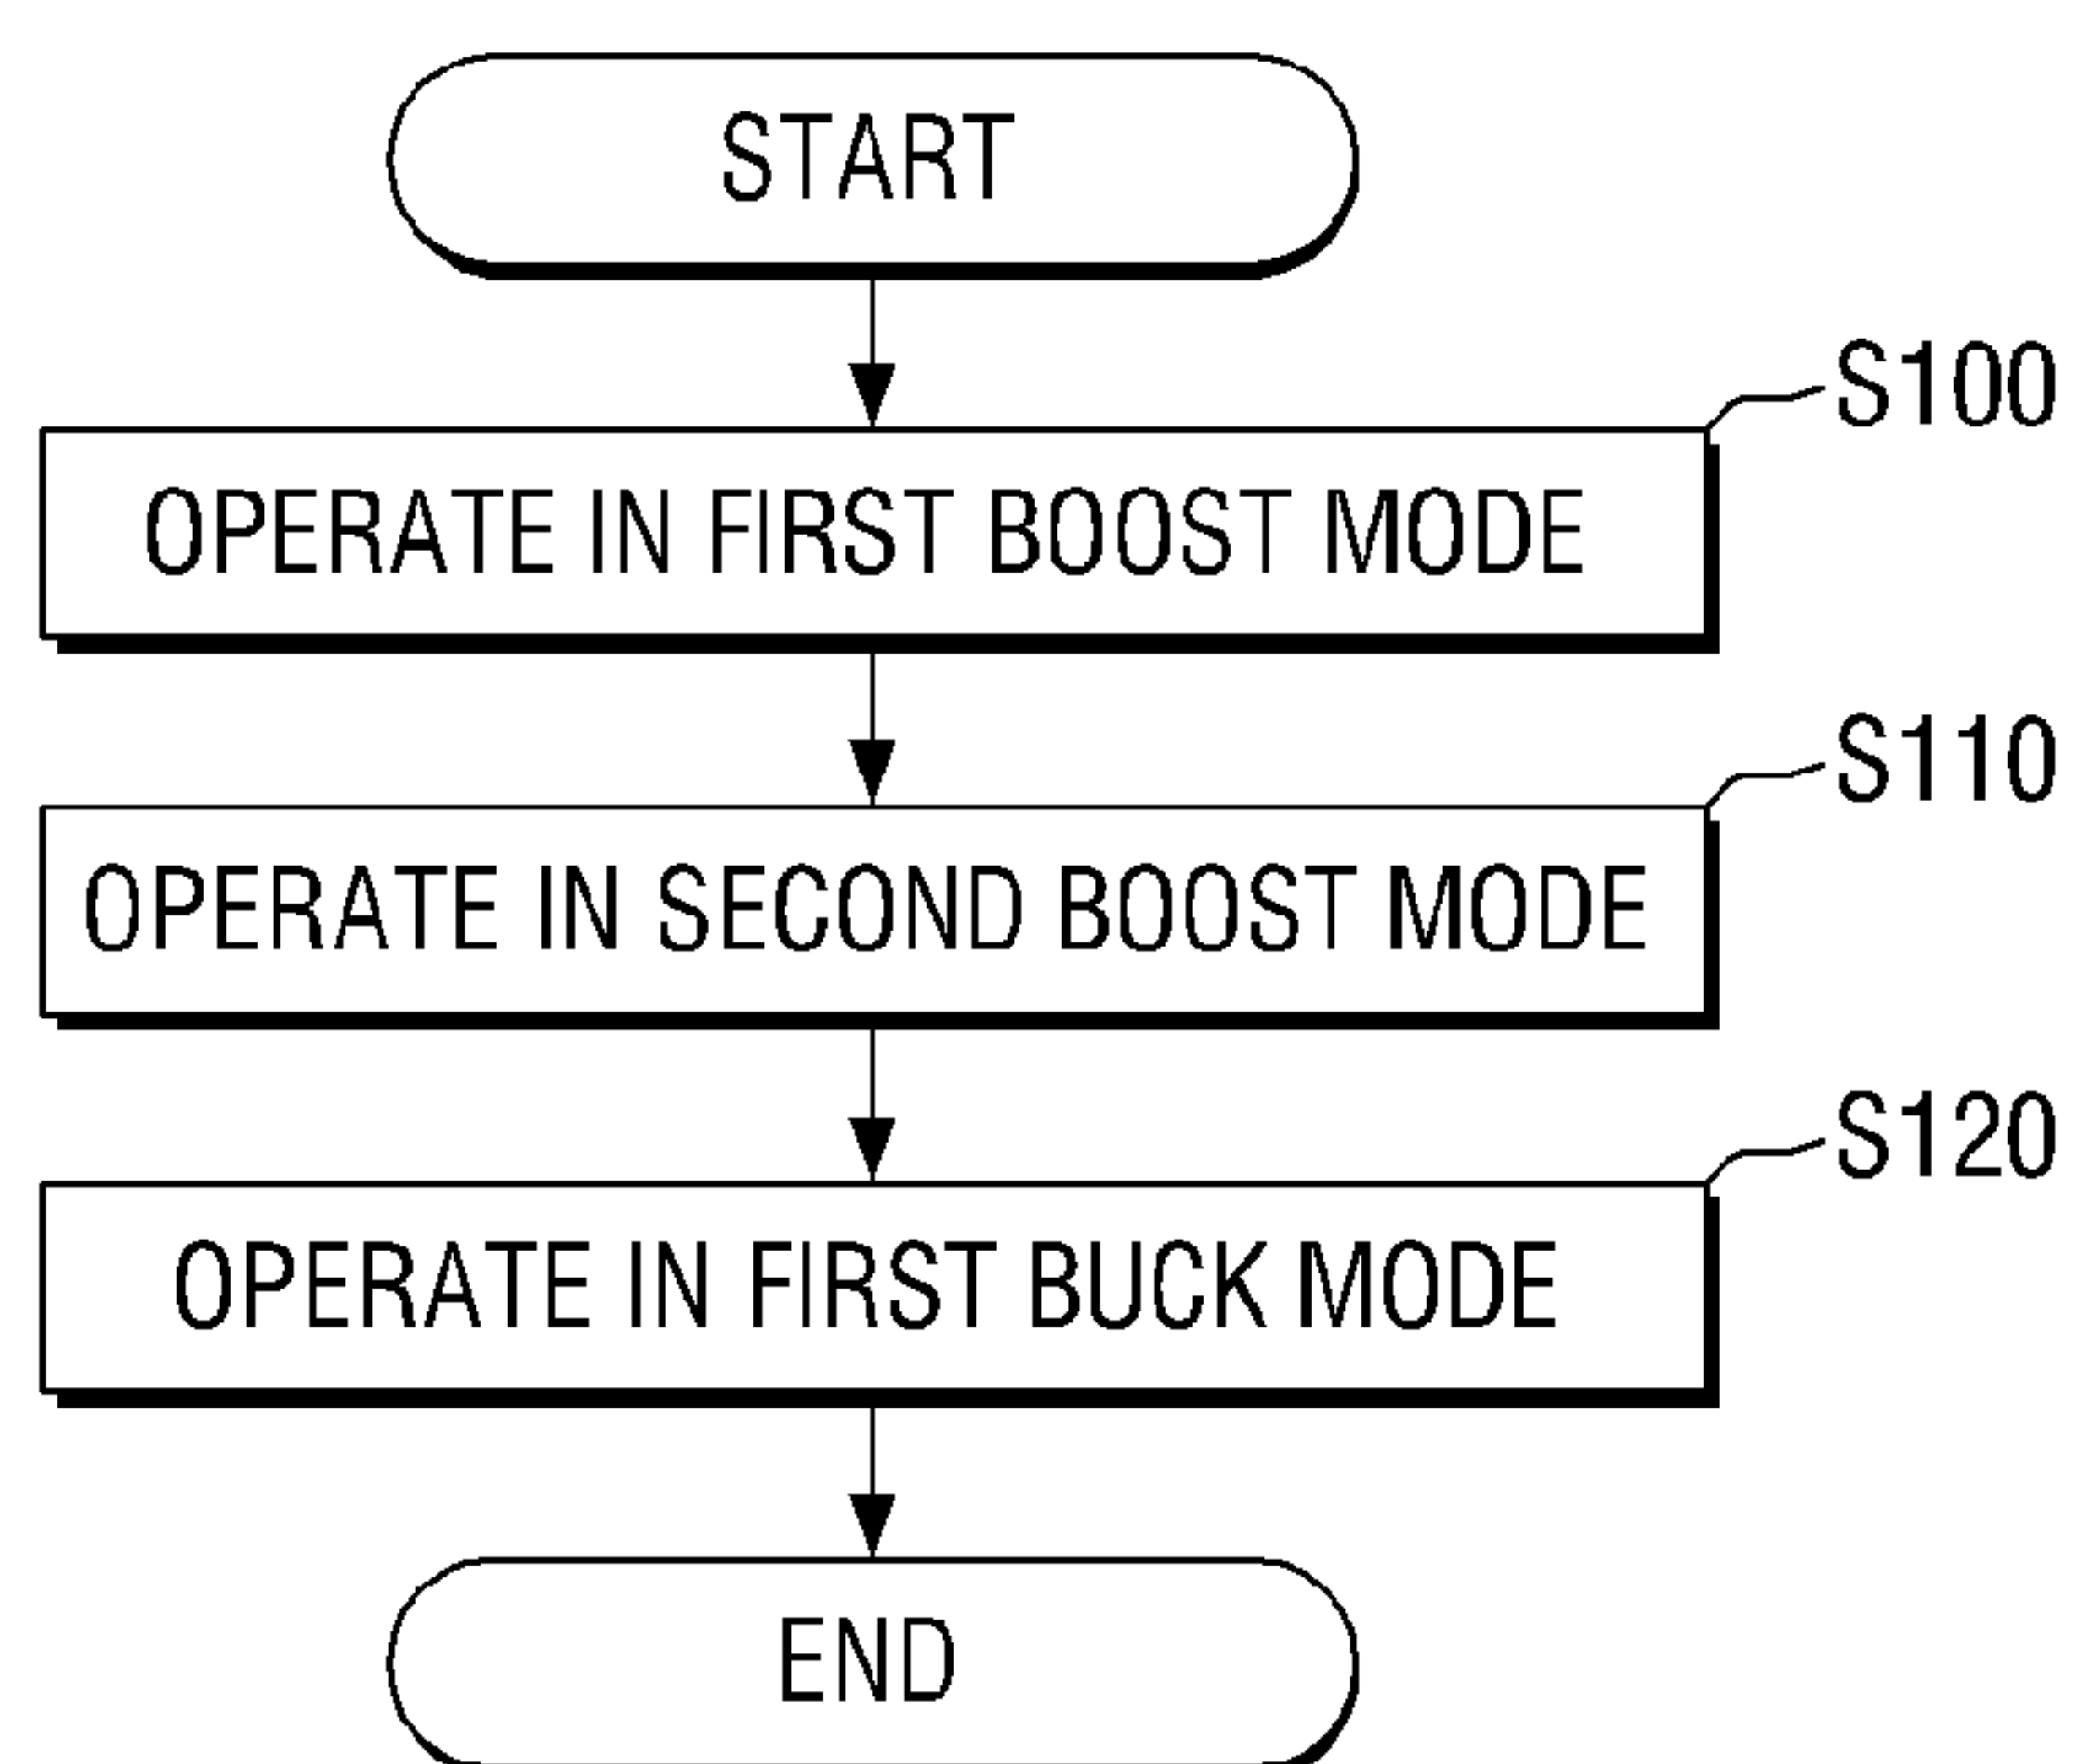 START
S100
OPERATE IN FIRST BOOST MODE
S110
OPERATE IN SECOND BOOST MODE
S120
OPERATE IN FIRST BUCK MODE
END